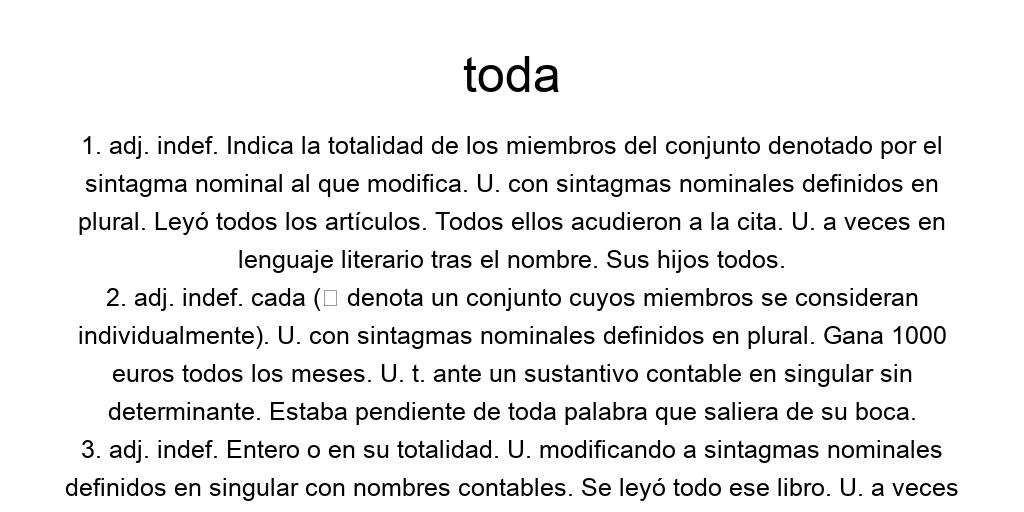 toda
1. adj. indef. Indica la totalidad de los miembros del conjunto denotado por el
sintagma nominal al que modifica. U. con sintagmas nominales definidos en
plural. Leyó todos los artículos. Todos ellos acudieron a la cita. U. a veces en
lenguaje literario tras el nombre. Sus hijos todos.
2. adj. indef. cada (□ denota un conjunto cuyos miembros se consideran
individualmente). U. con sintagmas nominales definidos en plural. Gana 1000
euros todos los meses. U. t. ante un sustantivo contable en singular sin
determinante. Estaba pendiente de toda palabra que saliera de su boca.
3. adj. indef. Entero o en su totalidad. U. modificando a sintagmas nominales
definidos en singular con nombres contables. Se leyó todo ese libro. U. a veces